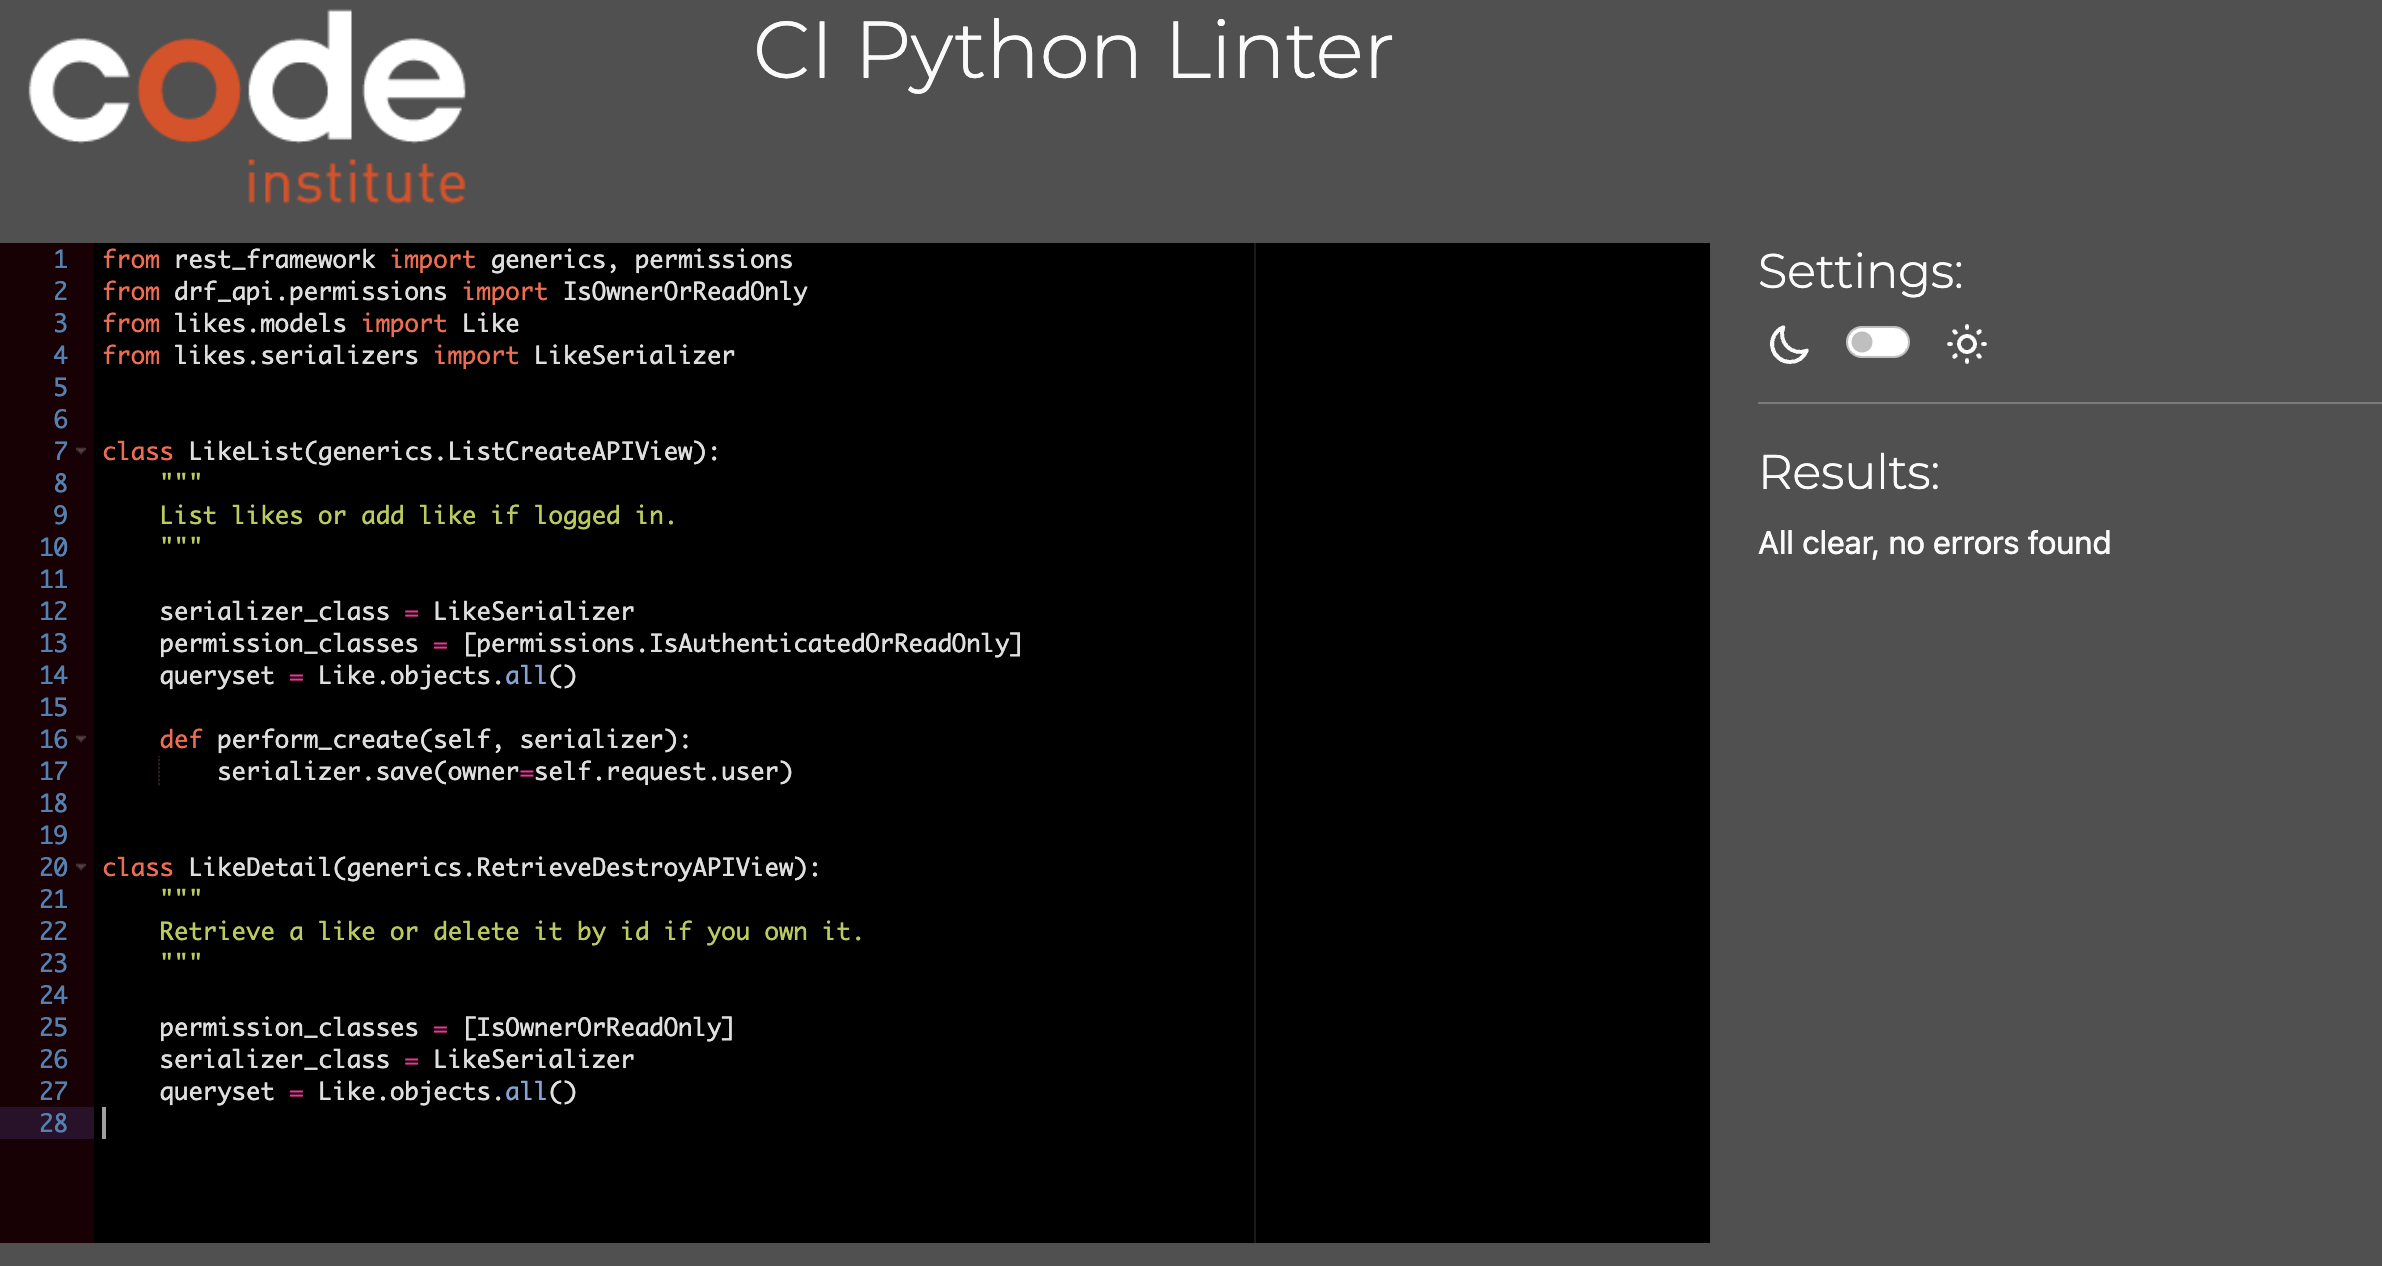 code
institute
CI Python Linter
1 from rest_framework import generics, permissions
2 from drf_api.permissions import IsOwnerOrReadOnly
3 from likes.models import Like
4 from likes.serializers import LikeSerializer
5
6
7 class LikeList(generics.ListCreateAPIView):
8     """
9     List likes or add like if logged in.
10     """
11
12     serializer_class = LikeSerializer
13     permission_classes = [permissions.IsAuthenticatedOrReadOnly]
14     queryset = Like.objects.all()
15
16     def perform_create(self, serializer):
17         serializer.save(owner=self.request.user)
18
19
20 class LikeDetail(generics.RetrieveDestroyAPIView):
21     """
22     Retrieve a like or delete it by id if you own it.
23     """
24
25     permission_classes = [IsOwnerOrReadOnly]
26     serializer_class = LikeSerializer
27     queryset = Like.objects.all()
28
Settings:
Results:
All clear, no errors found